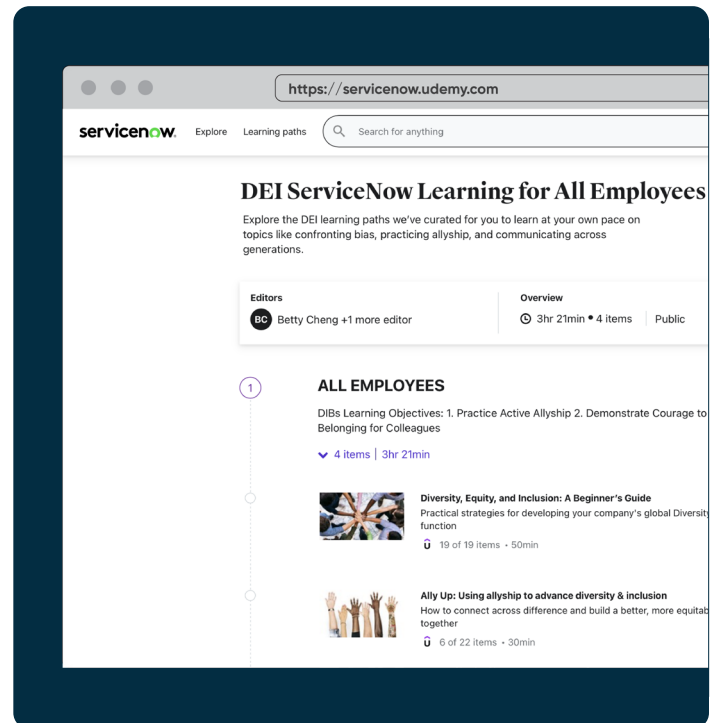 https://servicenow.udemy.com
servicenow.
Explore
Learning paths
Search for anything
DEI ServiceNow Learning for All Employees
Explore the DEI learning paths we've curated for you to learn at your own pace on
topics like confronting bias, practicing allyship, and communicating across
generations.
Editors
BC Betty Cheng +1 more editor
Overview
3hr 21min • 4 items | Public
1
ALL EMPLOYEES
DIBs Learning Objectives: 1. Practice Active Allyship 2. Demonstrate Courage to
Belonging for Colleagues
4 items | 3hr 21min
Diversity, Equity, and Inclusion: A Beginner's Guide
Practical strategies for developing your company's global Diversity
function
û 19 of 19 items • 50min
Ally Up: Using allyship to advance diversity & inclusion
How to connect across difference and build a better, more equitab
together
û 6 of 22 items • 30min